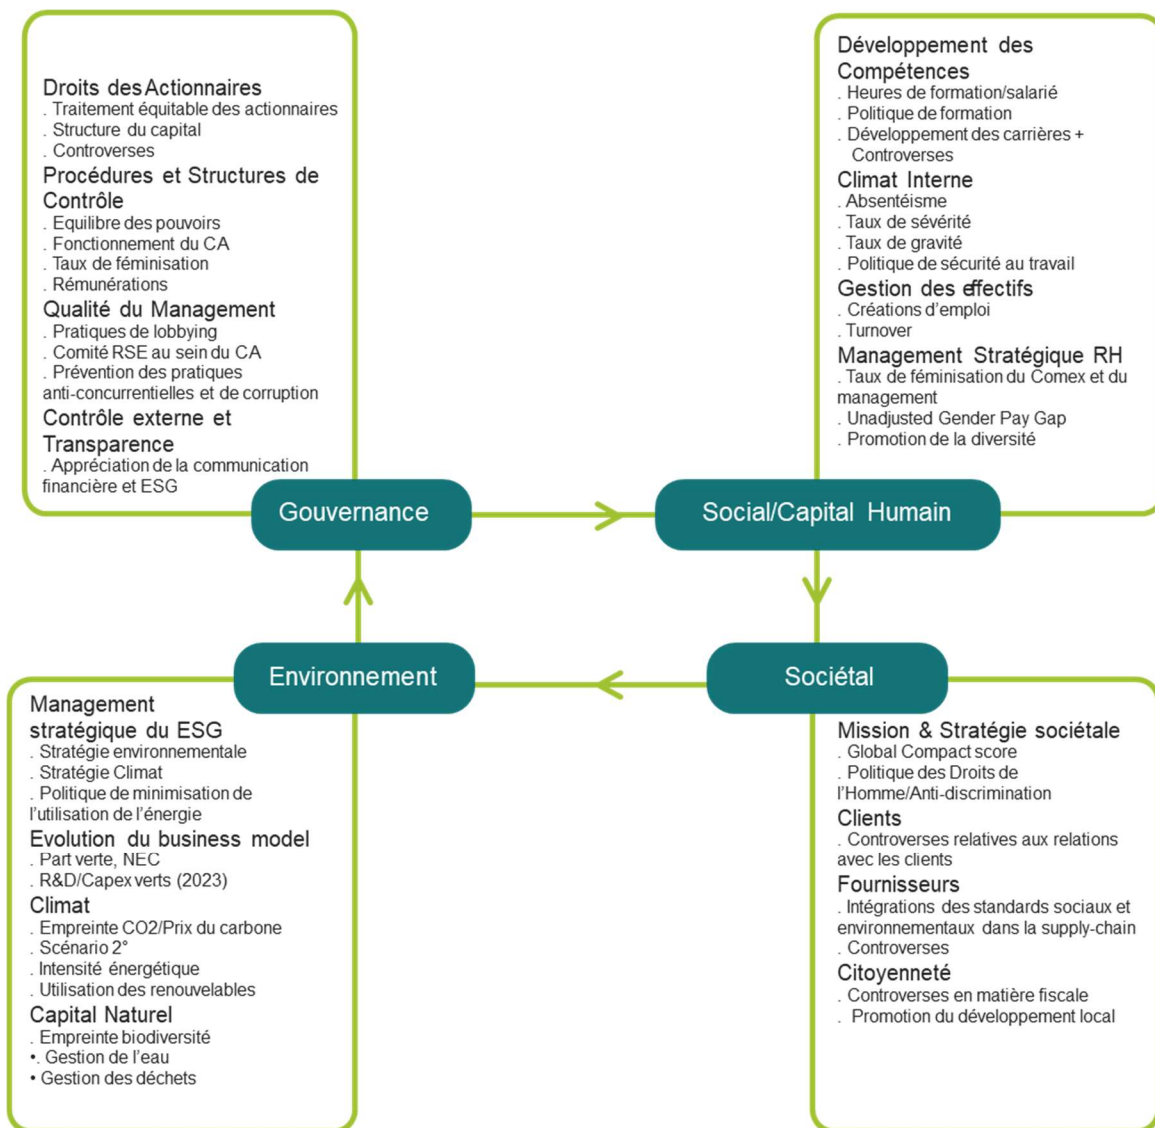 Droits des Actionnaires
. Traitement équitable des actionnaires
. Structure du capital
. Controverses
Procédures et Structures de
Contrôle
. Equilibre des pouvoirs
. Fonctionnement du CA
. Taux de féminisation
. Rémunérations
Qualité du Management
. Pratiques de lobbying
. Comité RSE au sein du CA
. Prévention des pratiques
anti-concurrentielles et de corruption
Contrôle externe et
Transparence
. Appréciation de la communication
financière et ESG
Gouvernance
Développement des
Compétences
. Heures de formation/salarié
. Politique de formation
. Développement des carrières +
Controverses
Climat Interne
. Absentéisme
. Taux de sévérité
. Taux de gravité
. Politique de sécurité au travail
Gestion des effectifs
. Créations d'emploi
. Turnover
Management Stratégique RH
. Taux de féminisation du Comex et du
management
. Unadjusted Gender Pay Gap
. Promotion de la diversité
Social/Capital Humain
Environnement
Management
stratégique du ESG
. Stratégie environnementale
. Stratégie Climat
. Politique de minimisation de
l'utilisation de l'énergie
Evolution du business model
. Part verte, NEC
. R&D/Capex verts (2023)
Climat
. Empreinte CO2/Prix du carbone
. Scénario 2°
. Intensité énergétique
. Utilisation des renouvelables
Capital Naturel
. Empreinte biodiversité
•. Gestion de l'eau
• Gestion des déchets
Sociétal
Mission & Stratégie sociétale
. Global Compact score
. Politique des Droits de
l'Homme/Anti-discrimination
Clients
. Controverses relatives aux relations
avec les clients
Fournisseurs
. Intégrations des standards sociaux et
environnementaux dans la supply-chain
. Controverses
Citoyenneté
. Controverses en matière fiscale
. Promotion du développement local